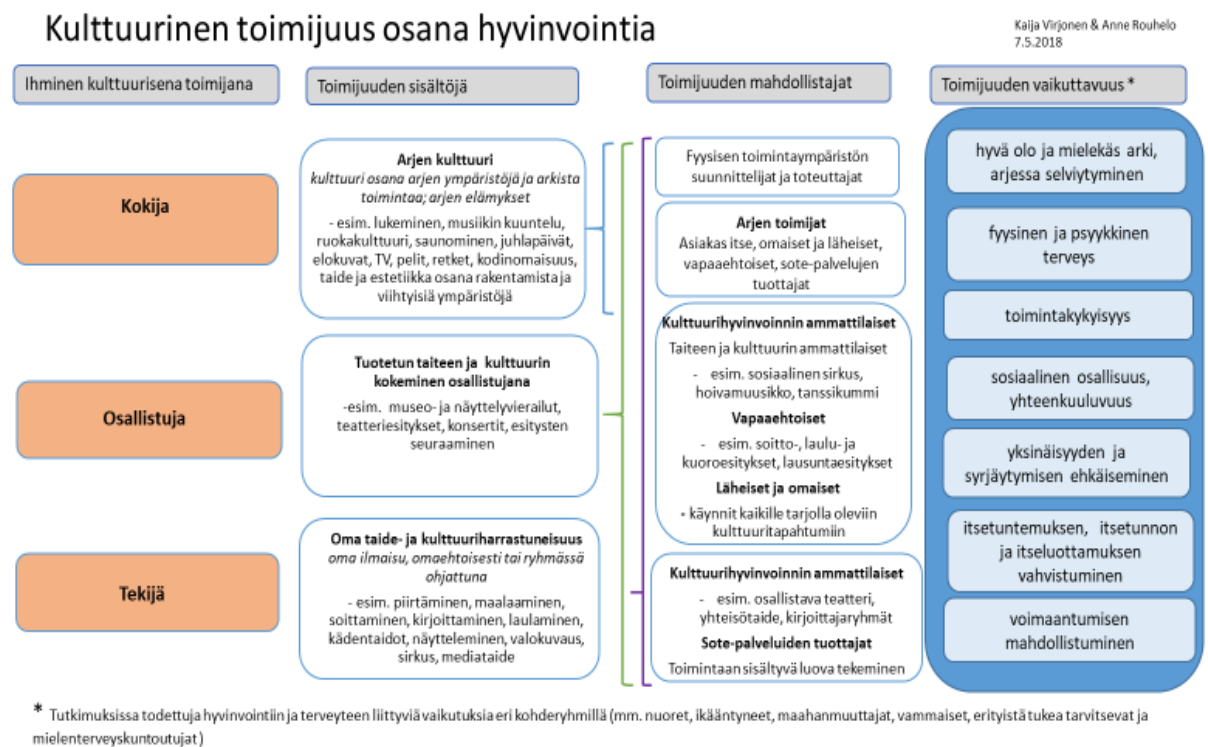 Kulttuurinen toimijuus osana hyvinvointia
Kaija Virjonen & Anne Rouhelo
7.5.2018
Ihminen kulttuurisena toimijana
Toimijuuden sisältöjä
Toimijuuden mahdollistajat
Toimijuuden vaikuttavuus *
Kokija
Osallistuja
Tekijä
Arjen kulttuuri
kulttuuri osana arjen ympäristöjä ja arkista
toimintaa; arjen elämykset
- esim. lukeminen, musiikin kuuntelu,
ruokakulttuuri, saunominen, juhlapäivät,
elokuvat, TV, pelit, retket, kodinomaisuus,
taide ja estetiikka osana rakentamista ja
viihtyisiä ympäristöjä
Tuotetun taiteen ja kulttuurin
kokeminen osallistujana
-esim. museo- ja näyttelyvierailut,
teatteriesitykset, konsertit, esitysten
seuraaminen
Oma taide- ja kulttuuriharrastuneisuus
oma ilmaisu, omaehtoisesti tai ryhmässä
ohjattuna
- esim. piirtäminen, maalaaminen,
soittaminen, kirjoittaminen, laulaminen,
kädentaidot, näytteleminen, valokuvaus,
sirkus, mediataide
Fyysisen toimintaympäristön
suunnittelijat ja toteuttajat
Arjen toimijat
Asiakas itse, omaiset ja läheiset,
vapaaehtoiset, sote-palvelujen
tuottajat
Kulttuurihyvinvoinnin ammattilaiset
Taiteen ja kulttuurin ammattilaiset
- esim. sosiaalinen sirkus,
hoivamuusikko, tanssikummi
Vapaaehtoiset
- esim. soitto-, laulu- ja
kuoroesitykset, lausuntaesitykset
Läheiset ja omaiset
- käynnit kaikille tarjolla oleviin
kulttuuritapahtumiin
Kulttuurihyvinvoinnin ammattilaiset
- esim. osallistava teatteri,
yhteisötaide, kirjoittajaryhmät
Sote-palveluiden tuottajat
Toimintaan sisältyvä luova tekeminen
hyvä olo ja mielekäs arki,
arjessa selviytyminen
fyysinen ja psyykkinen
terveys
toimintakykyisyys
sosiaalinen osallisuus,
yhteenkuuluvuus
yksinäisyyden ja
syrjäytymisen ehkäiseminen
itsetuntemuksen, itsetunnon
ja itseluottamuksen
vahvistuminen
voimaantumisen
mahdollistuminen
* Tutkimuksissa todettuja hyvinvointiin ja terveyteen liittyviä vaikutuksia eri kohderyhmillä (mm. nuoret, ikääntyneet, maahanmuuttajat, vammaiset, erityistä tukea tarvitsevat ja
mielenterveyskuntoutujat)